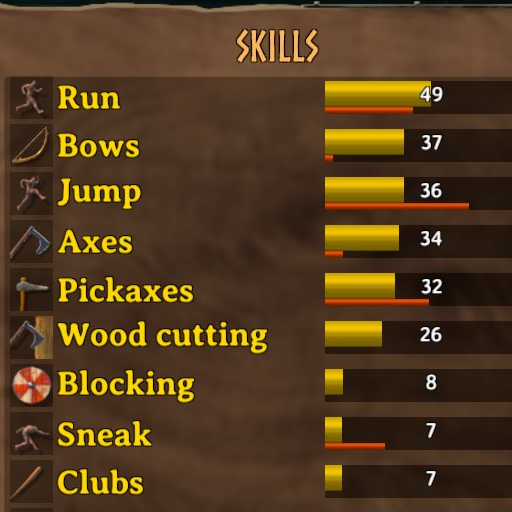 SKILLS
Run 49
Bows 37
Jump 36
Axes 34
Pickaxes 32
Wood cutting 26
Blocking 8
Sneak 7
Clubs 7